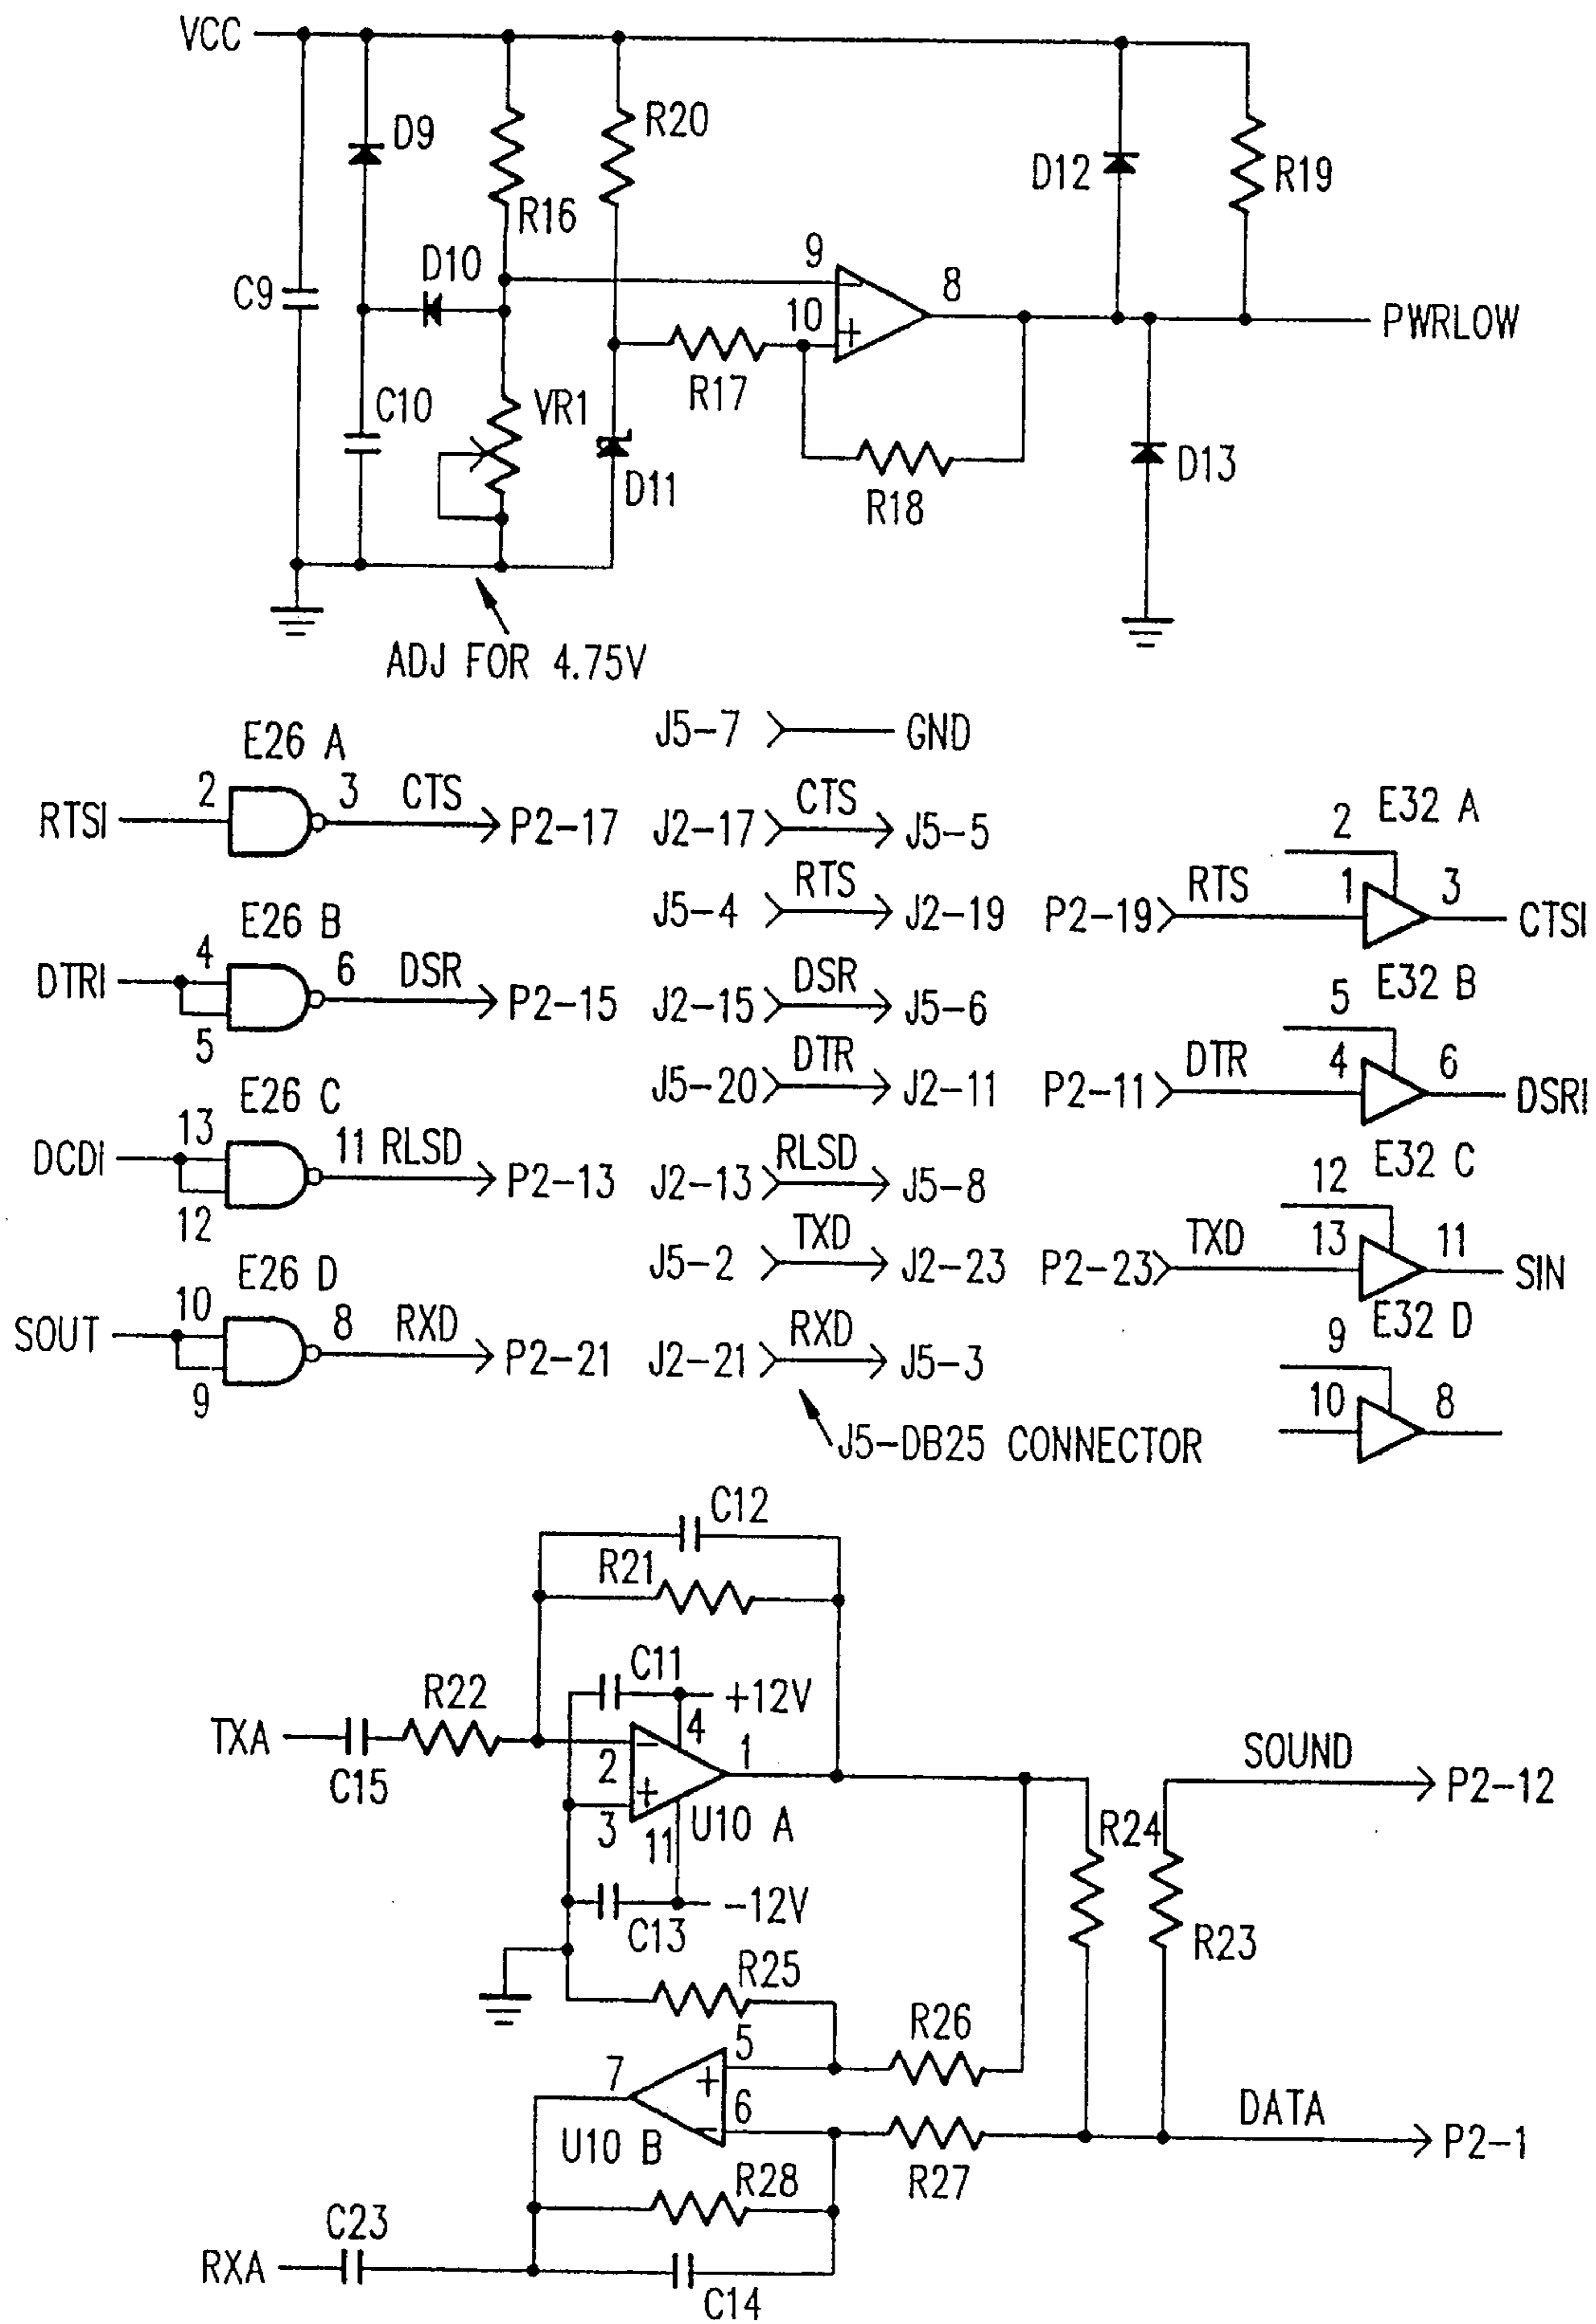 VCC
D9
R20
R16
D12
R19
D10
C9
9
8
10
PWRLOW
R17
C10
VR1
D11
R18
D13
ADJ FOR 4.75V
J5-7 GND
E26 A
RTSI 2 3 CTS P2-17
J2-17 CTS J5-5
E32 A
2
J5-4 RTS J2-19
P2-19 RTS 1 3 CTSI
E26 B
DTRI 4 6 DSR P2-15
5
J2-15 DSR J5-6
E32 B
5
J5-20 DTR J2-11
P2-11 DTR 4 6 DSRI
E26 C
DCDI 13 11 RLSD P2-13
12
J2-13 RLSD J5-8
E32 C
12
J5-2 TXD J2-23
P2-23 TXD 13 11 SIN
E26 D
SOUT 10 8 RXD P2-21
9
J2-21 RXD J5-3
E32 D
9
10 8
J5-DB25 CONNECTOR
C12
R21
C11
+12V
R22
TXA
C15
4
2
1
3
11
U10 A
SOUND
P2-12
R24
-12V
C13
R23
R25
R26
5
7
6
U10 B
DATA
P2-1
R27
R28
C23
RXA
C14